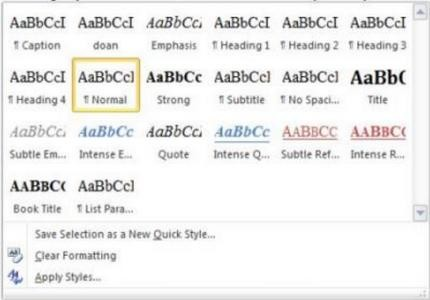 AaBbCcI AaBbCcI AaBbCcI AaBbCcI AaBbCcI AaBbCcI
¶ Caption doan Emphasis ¶ Heading 1 ¶ Heading 2 ¶ Heading 3
AaBbCcI AaBbCcI AaBbCc AaBbCcI AaBbCcI AaBb(
¶ Heading 4 ¶ Normal Strong ¶ Subtitle ¶ No Spaci... Title
AaBbCcI AaBbCc AaBbCcI AaBbCc AABBCC AABBC(
Subtle Em... Intense E... Quote Intense Q... Subtle Ref... Intense R...
AABBC( AaBbCcI
Book Title ¶ List Para...
Save Selection as a New Quick Style...
Clear Formatting
Apply Styles...